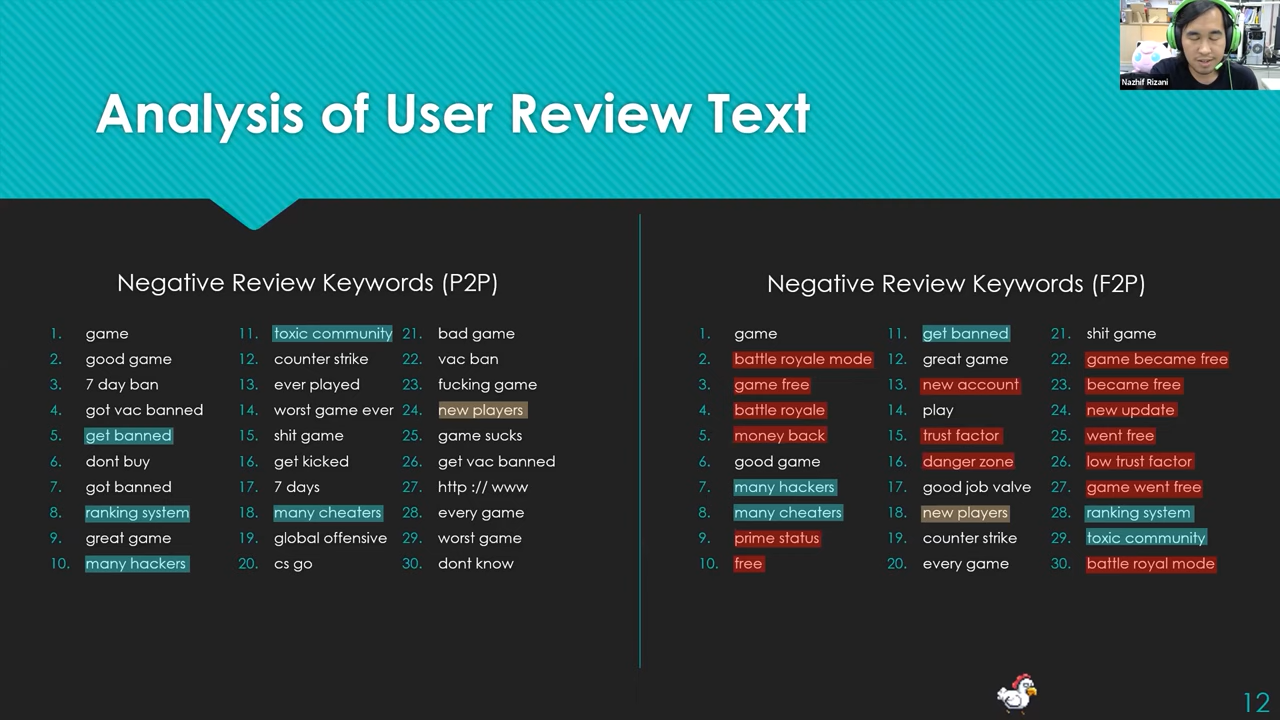 Nazhif Rizani
Analysis of User Review Text
Negative Review Keywords (P2P)
1. game
2. good game
3. 7 day ban
4. got vac banned
5. get banned
6. dont buy
7. got banned
8. ranking system
9. great game
10. many hackers
11. toxic community
12. counter strike
13. ever played
14. worst game ever
15. shit game
16. get kicked
17. 7 days
18. many cheaters
19. global offensive
20. cs go
21. bad game
22. vac ban
23. fucking game
24. new players
25. game sucks
26. get vac banned
27. http :// www
28. every game
29. worst game
30. dont know
Negative Review Keywords (F2P)
1. game
2. battle royale mode
3. game free
4. battle royale
5. money back
6. good game
7. many hackers
8. many cheaters
9. prime status
10. free
11. get banned
12. great game
13. new account
14. play
15. trust factor
16. danger zone
17. good job valve
18. new players
19. counter strike
20. every game
21. shit game
22. game became free
23. became free
24. new update
25. went free
26. low trust factor
27. game went free
28. ranking system
29. toxic community
30. battle royal mode
12